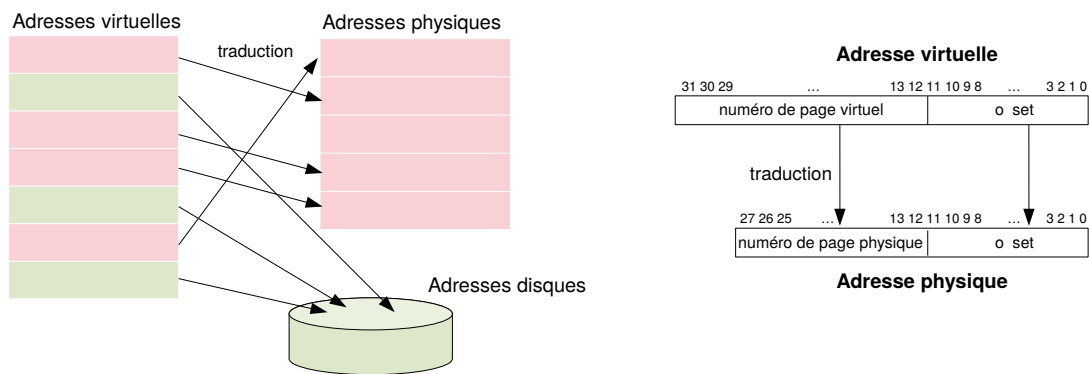 Adresses virtuelles
Adresses physiques
traduction
Adresses disques
Adresse virtuelle
31 30 29 ... 13 12 11 10 9 8 ... 3 2 1 0
numéro de page virtuel o set
traduction
27 26 25 ... 13 12 11 10 9 8 ... 3 2 1 0
numéro de page physique o set
Adresse physique